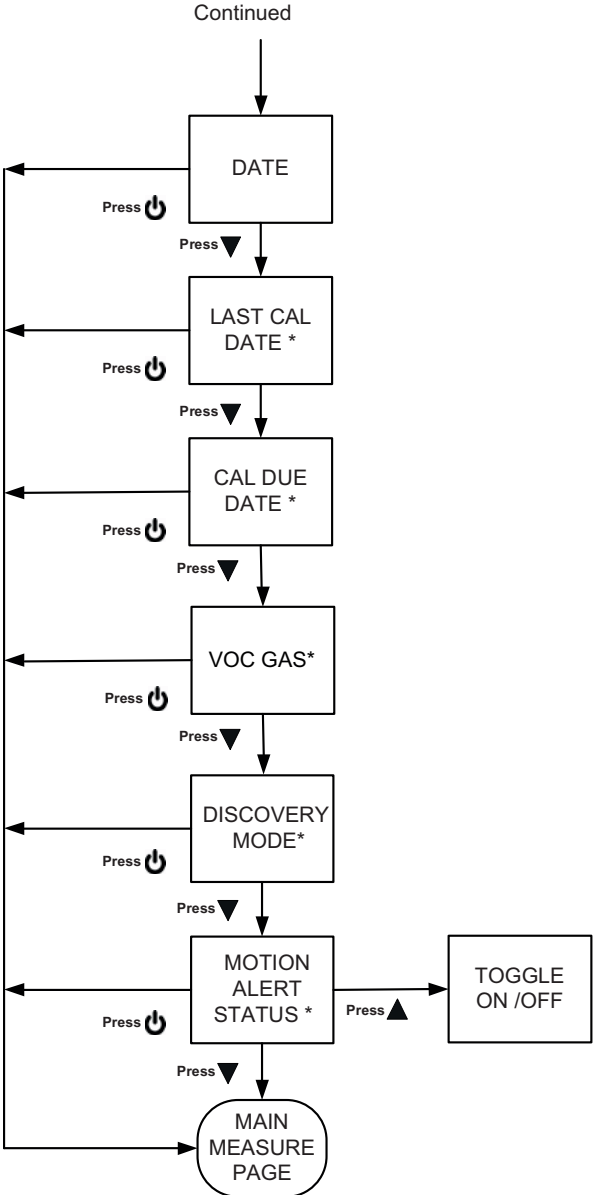 Continued
DATE
Press
Press
LAST CAL
DATE *
Press
Press
CAL DUE
DATE *
Press
Press
VOC GAS*
Press
Press
DISCOVERY
MODE*
Press
Press
MOTION
ALERT
STATUS *
Press
TOGGLE
ON /OFF
Press
Press
MAIN
MEASURE
PAGE